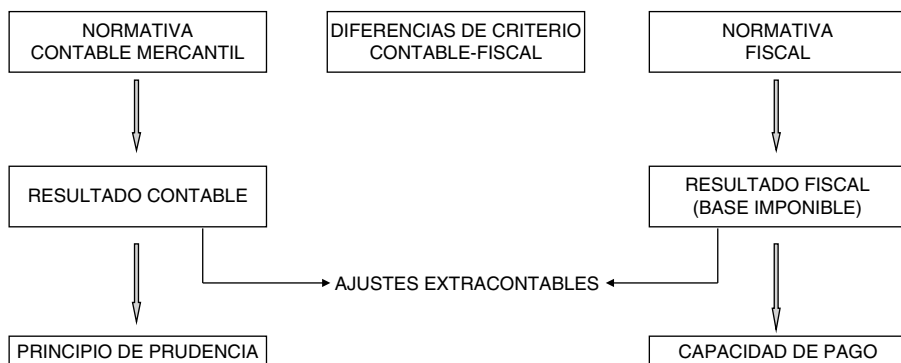 NORMATIVA
CONTABLE MERCANTIL
DIFERENCIAS DE CRITERIO
CONTABLE-FISCAL
NORMATIVA
FISCAL
RESULTADO CONTABLE
RESULTADO FISCAL
(BASE IMPONIBLE)
AJUSTES EXTRACONTABLES
PRINCIPIO DE PRUDENCIA
CAPACIDAD DE PAGO